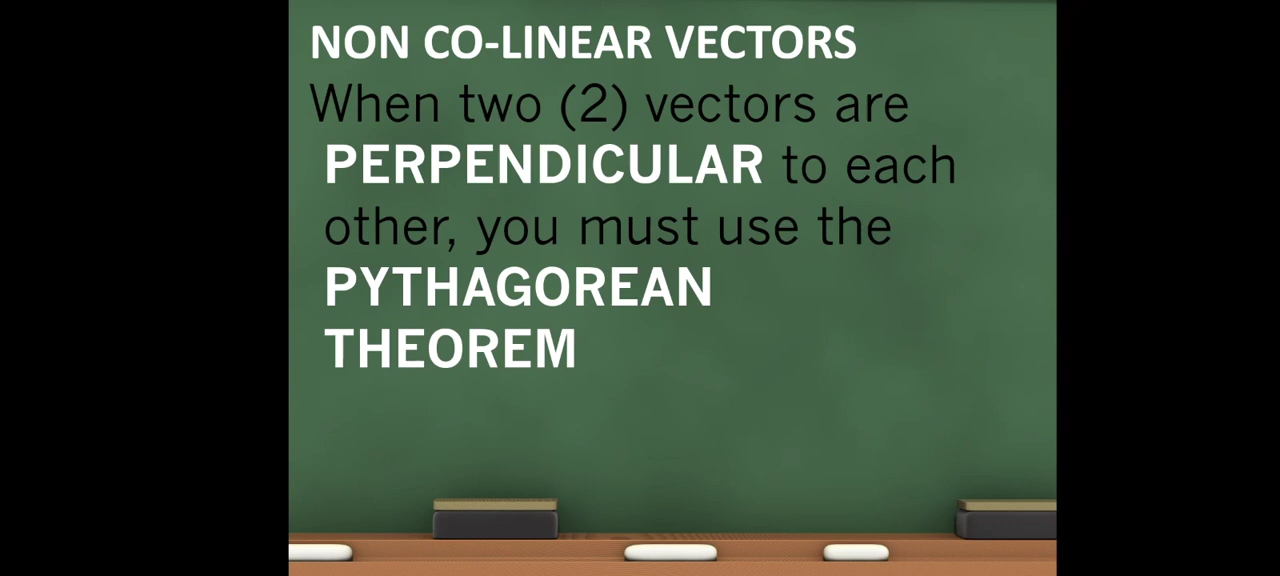 NON CO-LINEAR VECTORS
When two (2) vectors are
PERPENDICULAR to each
other, you must use the
PYTHAGOREAN
THEOREM